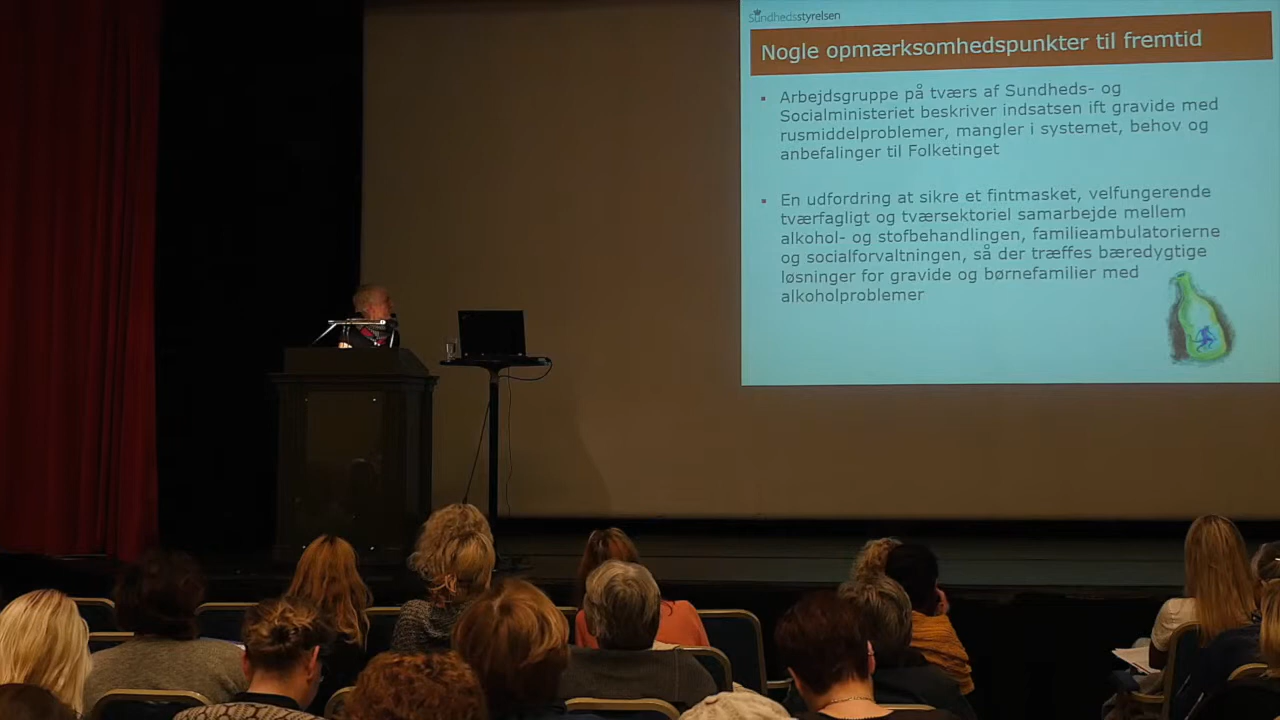 Sundhedsstyrelsen
Nogle opmærksomhedspunkter til fremtid
Arbejdsgruppe på tværs af Sundheds- og
Socialministeriet beskriver indsatsen ift gravide med
rusmiddelproblemer, mangler i systemet, behov og
anbefalinger til Folketinget
En udfordring at sikre et fintmasket, velfungerende
tværfagligt og tværsektoriel samarbejde mellem
alkohol- og stofbehandlingen, familieambulatorierne
og socialforvaltningen, så der træffes bæredygtige
løsninger for gravide og børnefamilier med
alkoholproblemer